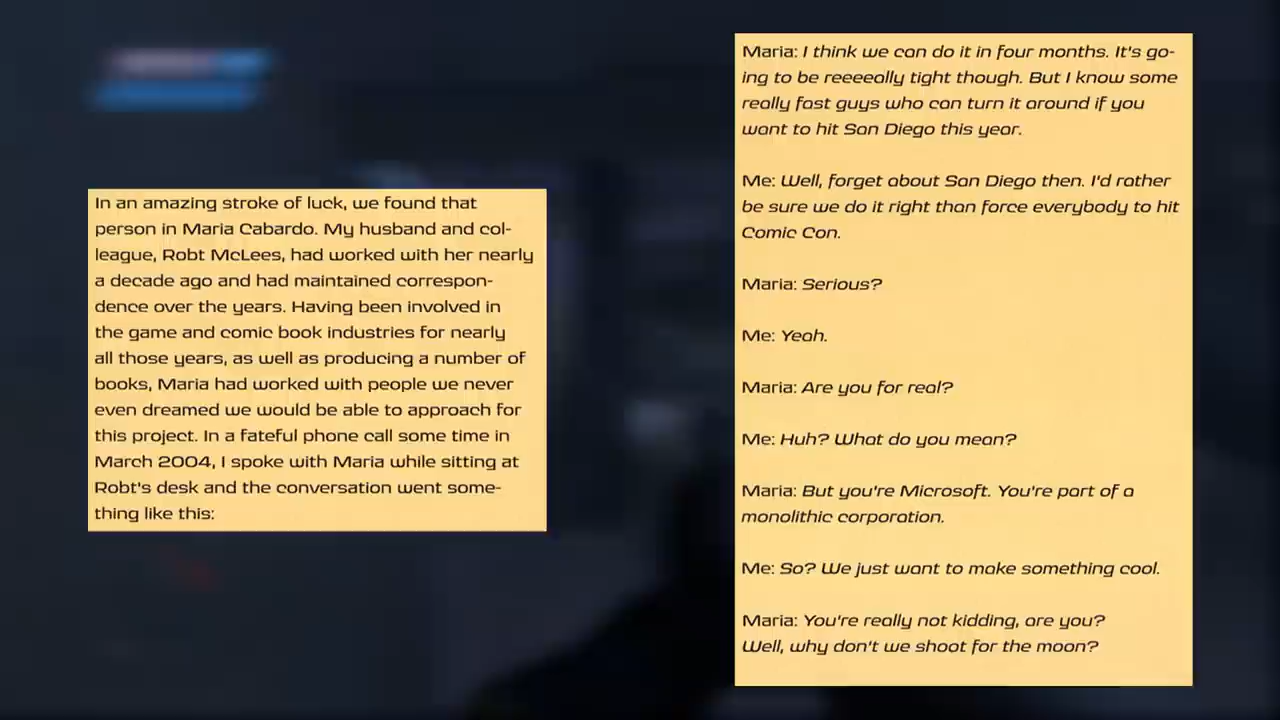 In an amazing stroke of luck, we found that
person in Maria Cabardo. My husband and col-
league, Robt McLees, had worked with her nearly
a decade ago and had maintained correspon-
dence over the years. Having been involved in
the game and comic book industries for nearly
all those years, as well as producing a number of
books, Maria had worked with people we never
even dreamed we would be able to approach for
this project. In a fateful phone call some time in
March 2004, I spoke with Maria while sitting at
Robt's desk and the conversation went some-
thing like this:
Maria: I think we can do it in four months. It's go-
ing to be reeeeally tight though. But I know some
really fast guys who can turn it around if you
want to hit San Diego this year.
Me: Well, forget about San Diego then. I'd rather
be sure we do it right than force everybody to hit
Comic Con.
Maria: Serious?
Me: Yeah.
Maria: Are you for real?
Me: Huh? What do you mean?
Maria: But you're Microsoft. You're part of a
monolithic corporation.
Me: So? We just want to make something cool.
Maria: You're really not kidding, are you?
Well, why don't we shoot for the moon?